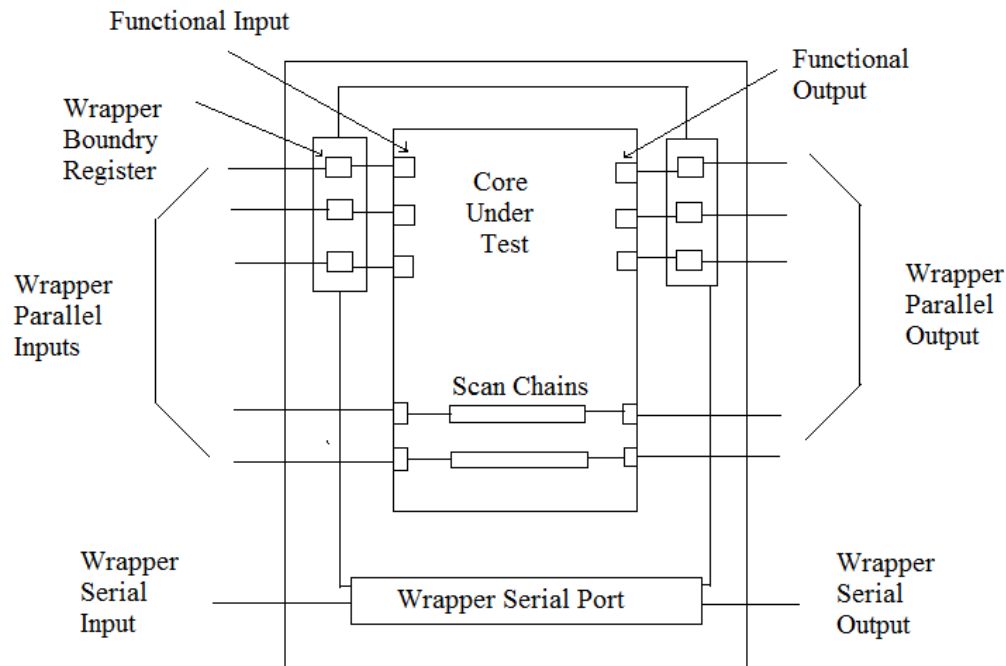 Functional Input
Functional
Output
Wrapper
Boundry
Register
Core
Under
Test
Wrapper
Parallel
Inputs
Wrapper
Parallel
Output
Scan Chains
Wrapper
Serial
Input
Wrapper Serial Port
Wrapper
Serial
Output